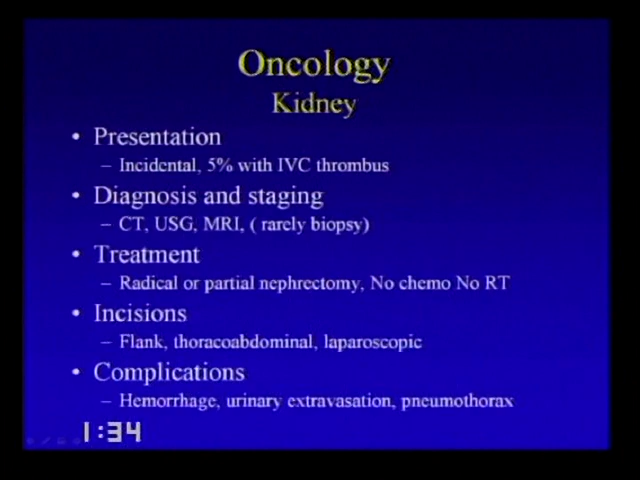 Oncology
Kidney
• Presentation
– Incidental, 5% with IVC thrombus
• Diagnosis and staging
– CT, USG, MRI, ( rarely biopsy)
• Treatment
– Radical or partial nephrectomy, No chemo No RT
• Incisions
– Flank, thoracoabdominal, laparoscopic
• Complications
– Hemorrhage, urinary extravasation, pneumothorax
1:34